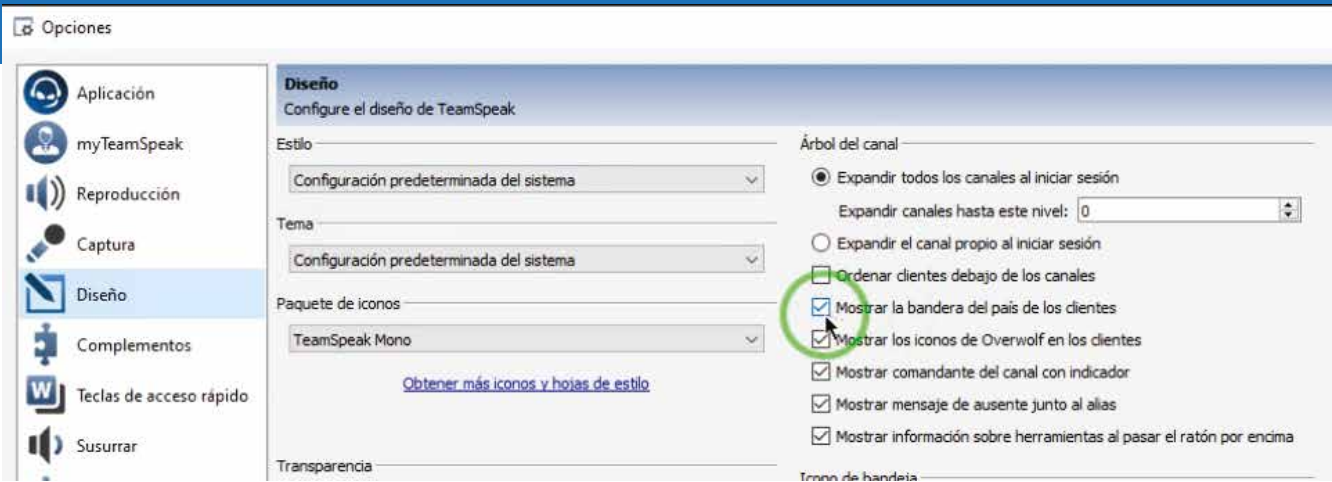 Opciones
Aplicación
myTeamSpeak
Reproducción
Captura
Diseño
Complementos
Teclas de acceso rápido
Susurrar
Diseño
Configure el diseño de TeamSpeak
Estilo
Configuración predeterminada del sistema
Tema
Configuración predeterminada del sistema
Paquete de iconos
TeamSpeak Mono
Obtener más iconos y hojas de estilo
Transparencia
Árbol del canal
Expandir todos los canales al iniciar sesión
Expandir canales hasta este nivel: 0
Expandir el canal propio al iniciar sesión
Ordenar clientes debajo de los canales
Mostrar la bandera del país de los clientes
Mostrar los iconos de Overwolf en los clientes
Mostrar comandante del canal con indicador
Mostrar mensaje de ausente junto al alias
Mostrar información sobre herramientas al pasar el ratón por encima
Icono de bandeja